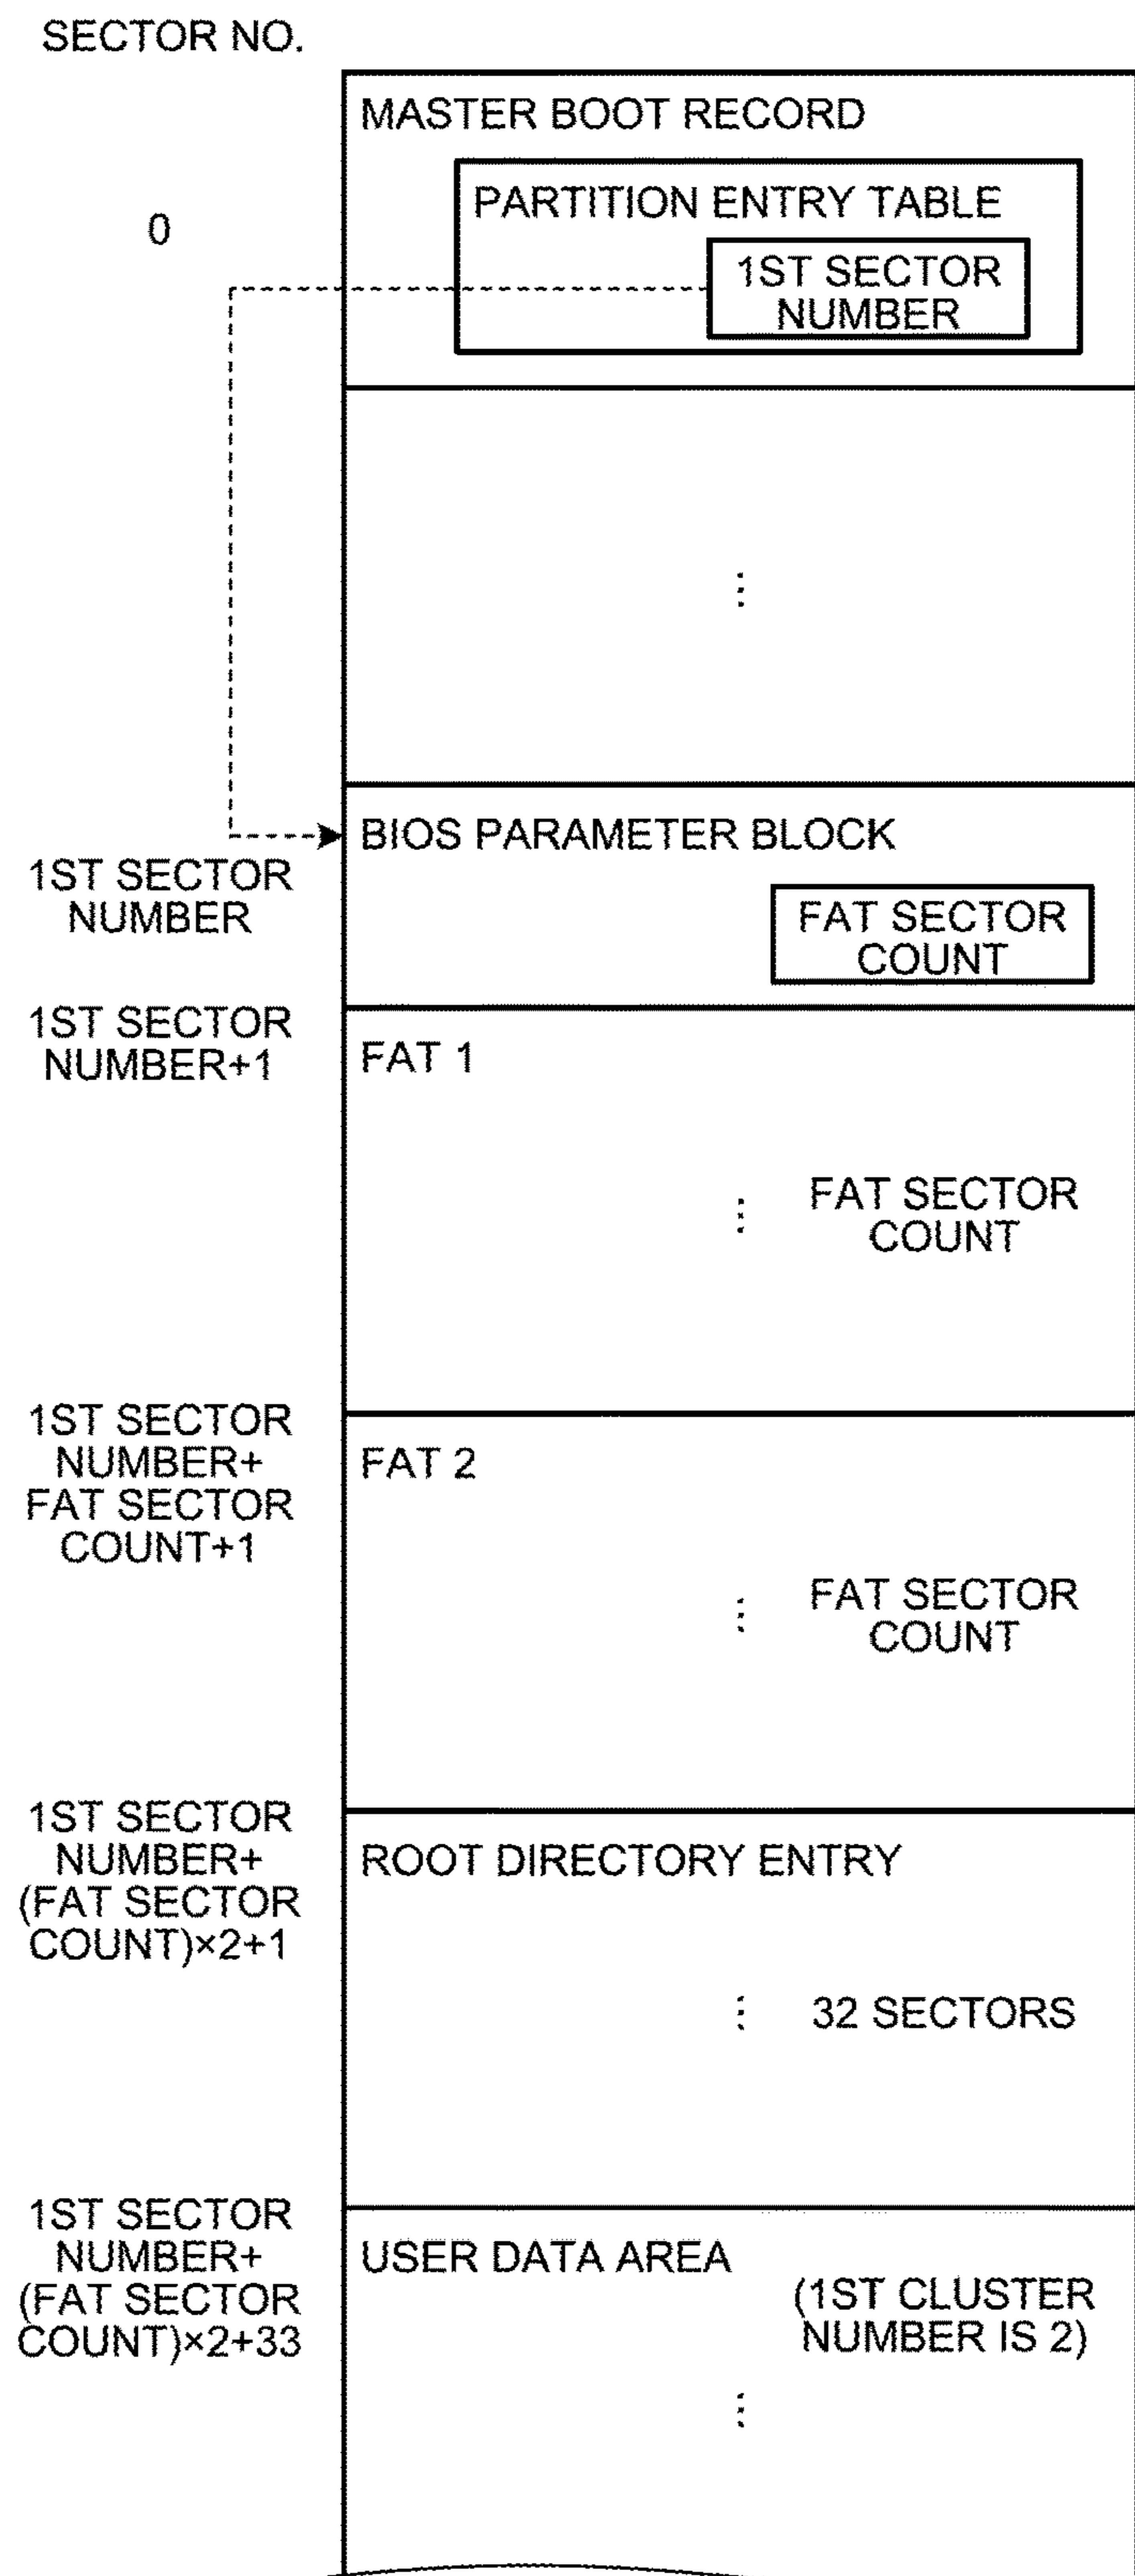 SECTOR NO.
MASTER BOOT RECORD
PARTITION ENTRY TABLE
0
1ST SECTOR
NUMBER
⋮
BIOS PARAMETER BLOCK
1ST SECTOR
NUMBER
FAT SECTOR
COUNT
1ST SECTOR
NUMBER+1
FAT 1
⋮
FAT SECTOR
COUNT
1ST SECTOR
NUMBER+
FAT SECTOR
COUNT+1
FAT 2
⋮
FAT SECTOR
COUNT
1ST SECTOR
NUMBER+
(FAT SECTOR
COUNT)×2+1
ROOT DIRECTORY ENTRY
⋮
32 SECTORS
1ST SECTOR
NUMBER+
(FAT SECTOR
COUNT)×2+33
USER DATA AREA
(1ST CLUSTER
NUMBER IS 2)
⋮